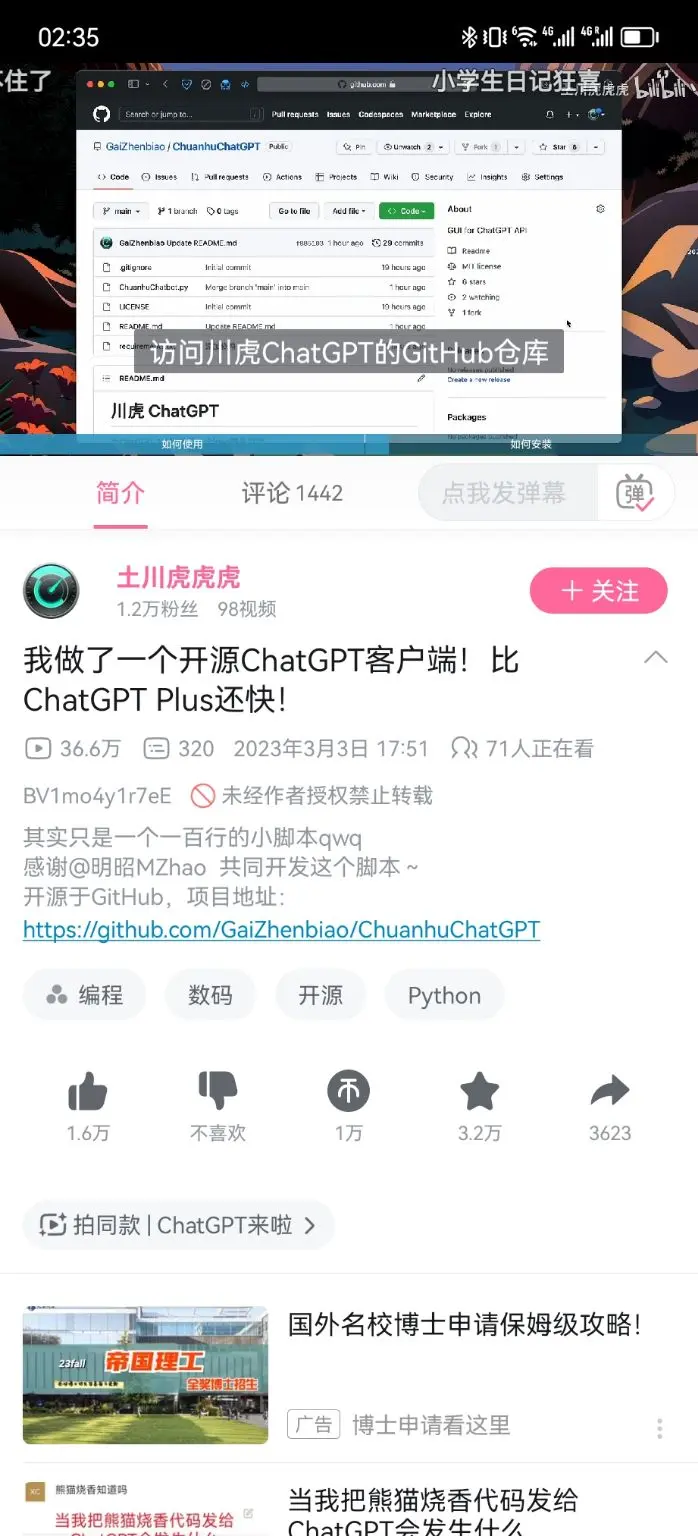 02:35
不住了
小学生日记狂喜
土川虎虎虎
bilibili
github.com
Search or jump to...
Pull requests Issues Codespaces Marketplace Explore
GaiZhenbiao / ChuanhuChatGPT Public
Pin Unwatch 2 Fork 1 Star 6
Code Issues Pull requests Actions Projects Wiki Security Insights Settings
main 1 branch 0 tags Go to file Add file Code
About
GUI for ChatGPT API
GaiZhenbiao Update README.md 1 hour ago 29 commits
.gitignore Initial commit 19 hours ago
ChuanhuChatbot.py Merge branch 'main' into main 1 hour ago
LICENSE Initial commit 19 hours ago
README.md Update README.md 1 hour ago
Readme
MIT license
6 stars
2 watching
1 fork
访问川虎ChatGPT的GitHub仓库
No releases published
Create a new release
README.md
川虎 ChatGPT
Packages
如何使用 如何安装
简介 评论 1442 点我发弹幕 弹
土川虎虎虎
1.2万粉丝 98视频
+ 关注
我做了一个开源ChatGPT客户端！比
ChatGPT Plus还快！
36.6万 320 2023年3月3日 17:51 71人正在看
BV1mo4y1r7eE 未经作者授权禁止转载
其实只是一个一百行的小脚本qwq
感谢@明昭MZhao 共同开发这个脚本～
开源于GitHub，项目地址：
https://github.com/GaiZhenbiao/ChuanhuChatGPT
编程 数码 开源 Python
1.6万 不喜欢 1万 3.2万 3623
拍同款 | ChatGPT来啦 >
23fall 帝国理工
全奖博士招生
国外名校博士申请保姆级攻略！
广告 博士申请看这里
熊猫烧香知道吗
当我把熊猫烧香代码发给
ChatGPT会发生什么
当我把熊猫烧香代码发给
ChatGPT会发生什么